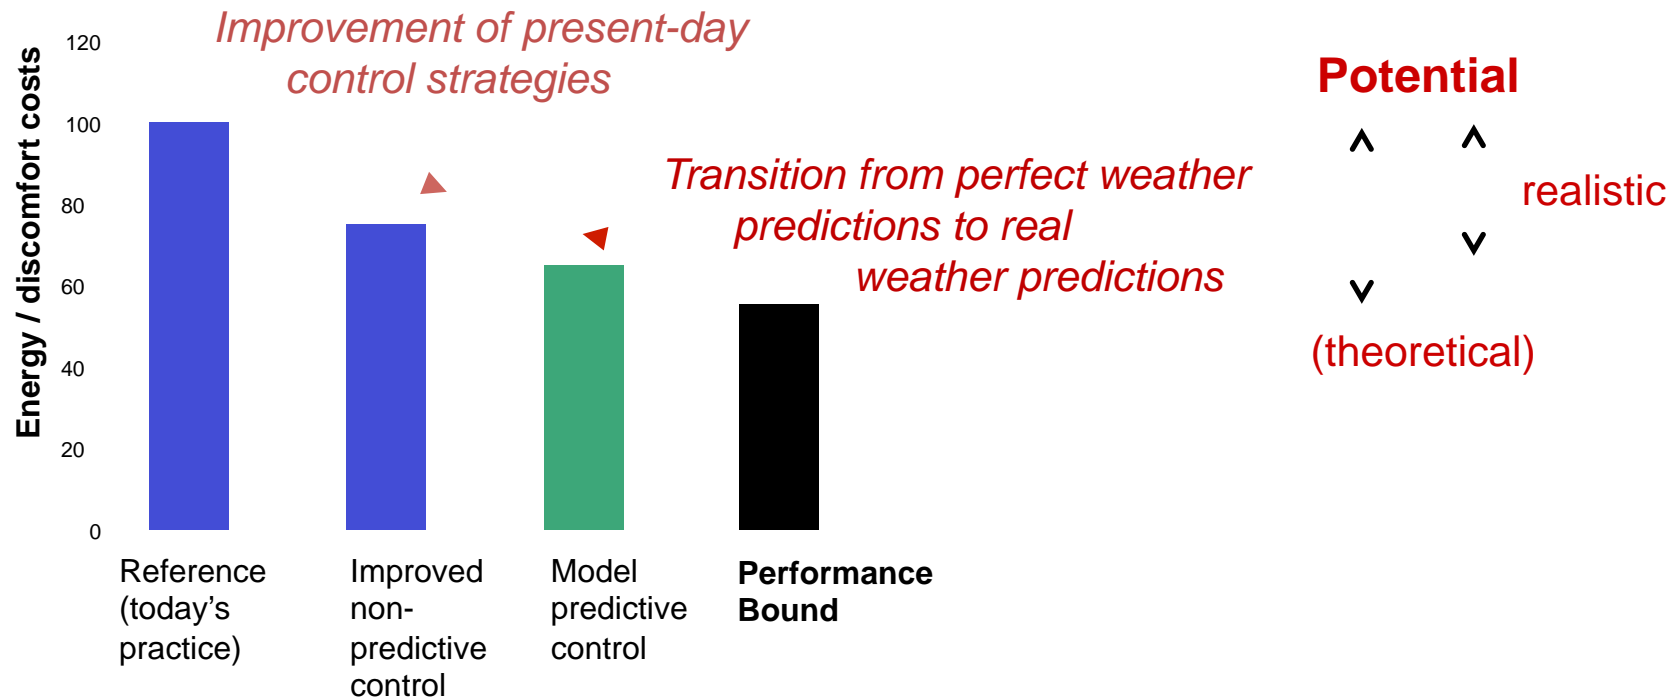 Improvement of present-day
control strategies
Energy / discomfort costs
120
100
80
60
40
20
0
Transition from perfect weather
predictions to real
weather predictions
Potential
realistic
(theoretical)
Reference
(today’s
practice)
Improved
non-
predictive
control
Model
predictive
control
Performance
Bound